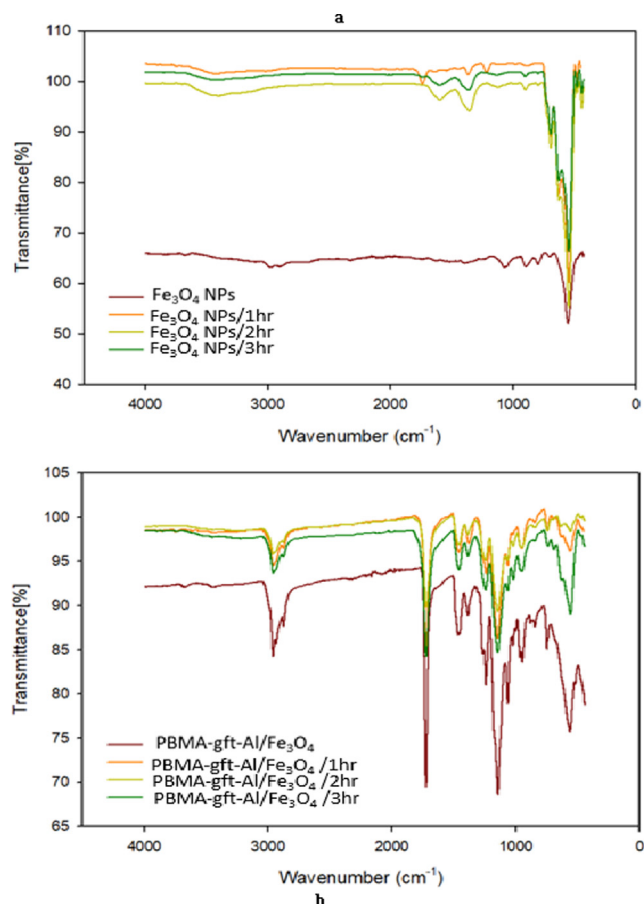 a
110
100
90
80
70
60
50
40
Transmittance[%]
Fe₃O₄ NPs
Fe₃O₄ NPs/1hr
Fe₃O₄ NPs/2hr
Fe₃O₄ NPs/3hr
4000 3000 2000 1000 0
Wavenumber (cm⁻¹)
105
100
95
90
85
80
75
70
65
Transmittance[%]
PBMA-gft-Al/Fe₃O₄
PBMA-gft-Al/Fe₃O₄ /1hr
PBMA-gft-Al/Fe₃O₄ /2hr
PBMA-gft-Al/Fe₃O₄ /3hr
4000 3000 2000 1000 0
Wavenumber (cm⁻¹)
b